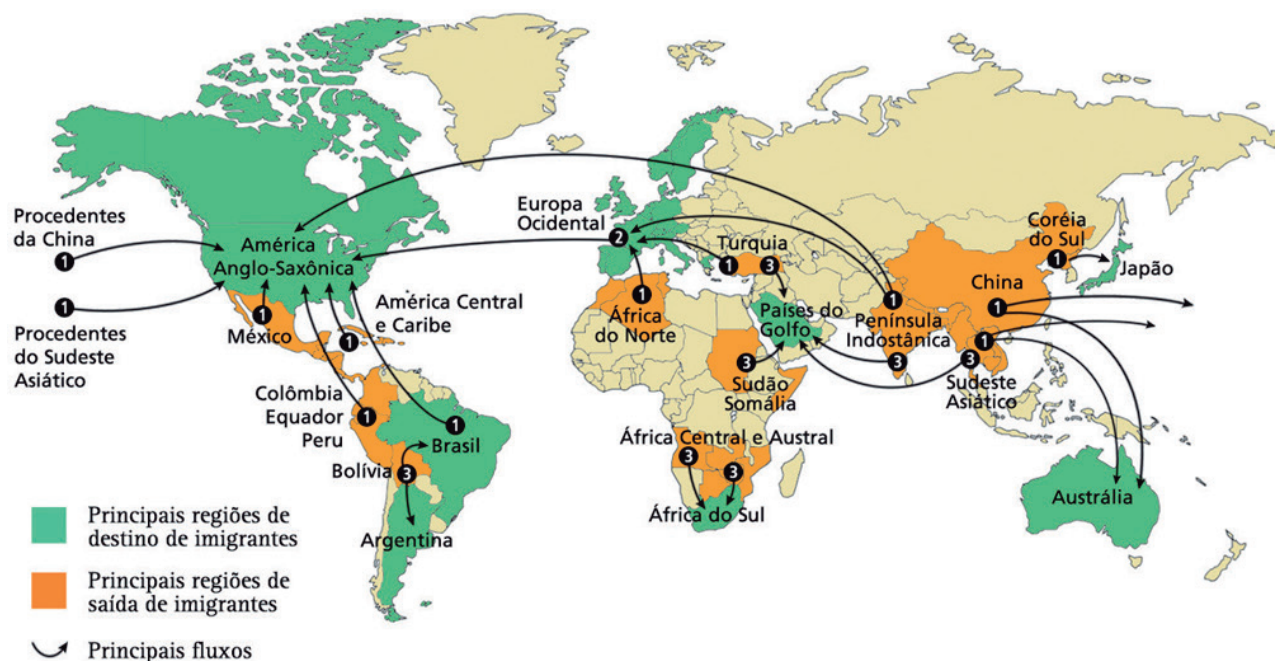 Procedentes
da China
1
1
Procedentes
do Sudeste
Asiático
América
Anglo-Saxônica
1
México
América Central
e Caribe
1
Colômbia
Equador
Peru
1
1
Brasil
Bolívia
3
Argentina
Europa
Ocidental
2
Turquia
1
3
1
África
do Norte
Países do
Golfo
3
Sudão
Somália
África Central e Austral
3
3
África do Sul
1
Península
Indostânica
3
Coréia
do Sul
1
Japão
China
1
1
3
Sudeste
Asiático
Austrália
Principais regiões de
destino de imigrantes
Principais regiões de
saída de imigrantes
Principais fluxos